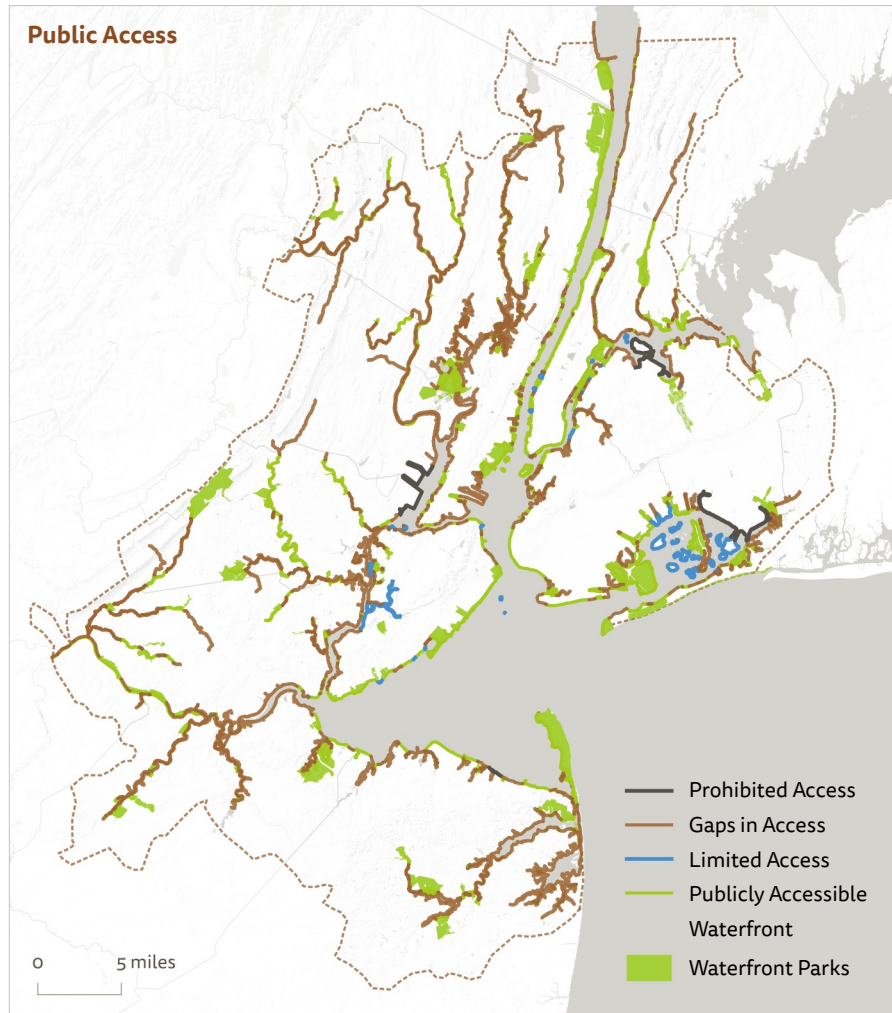 Public Access
Prohibited Access
Gaps in Access
Limited Access
Publicly Accessible
Waterfront
Waterfront Parks
0 5 miles